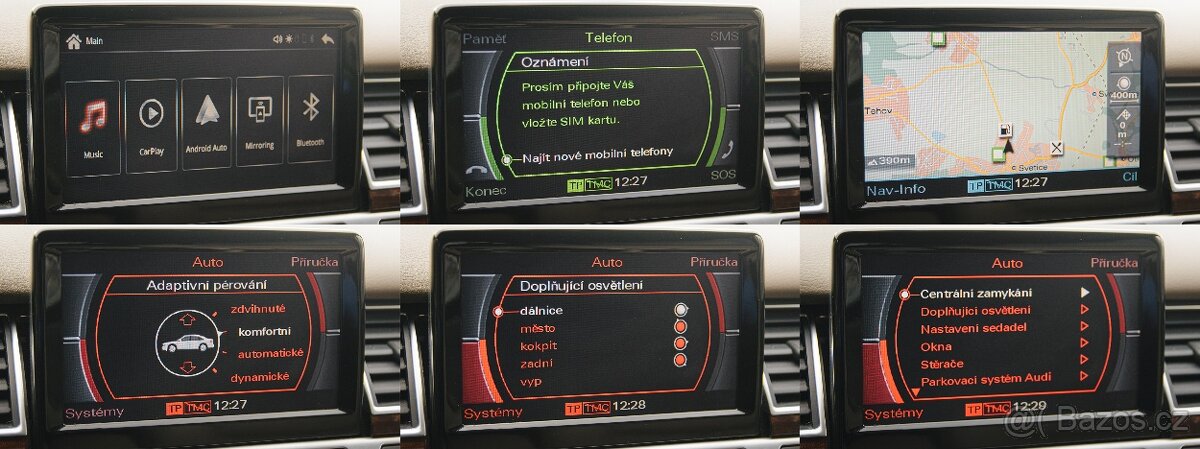 Main
Music
CarPlay
Android Auto
Mirroring
Bluetooth
Paměť
Telefon
SMS
Oznámení
Prosím připojte Váš
mobilní telefon nebo
vložte SIM kartu.
Najít nové mobilní telefony
Konec
TP TMC 12:27
SOS
N
400m
Tehov
0
m
390m
Svetice
Nav-Info
TP TMC 12:27
Cíl
Auto
Příručka
Adaptivní pérování
zdvihnuté
komfortní
automatické
dynamické
Systémy
TP TMC 12:27
Auto
Příručka
Doplňující osvětlení
dálnice
město
kokpit
zadní
vyp
Systémy
TP TMC 12:28
Auto
Příručka
Centrální zamykání
Doplňující osvětlení
Nastavení sedadel
Okna
Stěrače
Parkovací systém Audi
Systémy
TP TMC 12:29
@( Bazos.cz